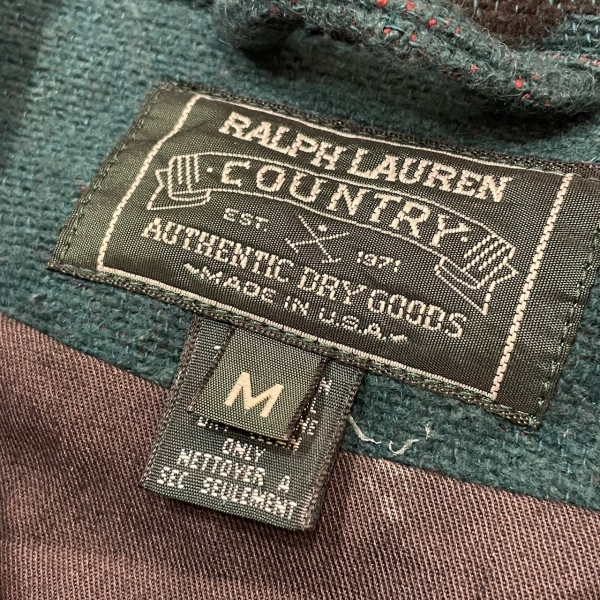 RALPH LAUREN
COUNTRY
EST. 1971
AUTHENTIC DRY GOODS
MADE IN U.S.A.
M
ONLY
NETTOYER A
SEC SEULEMENT